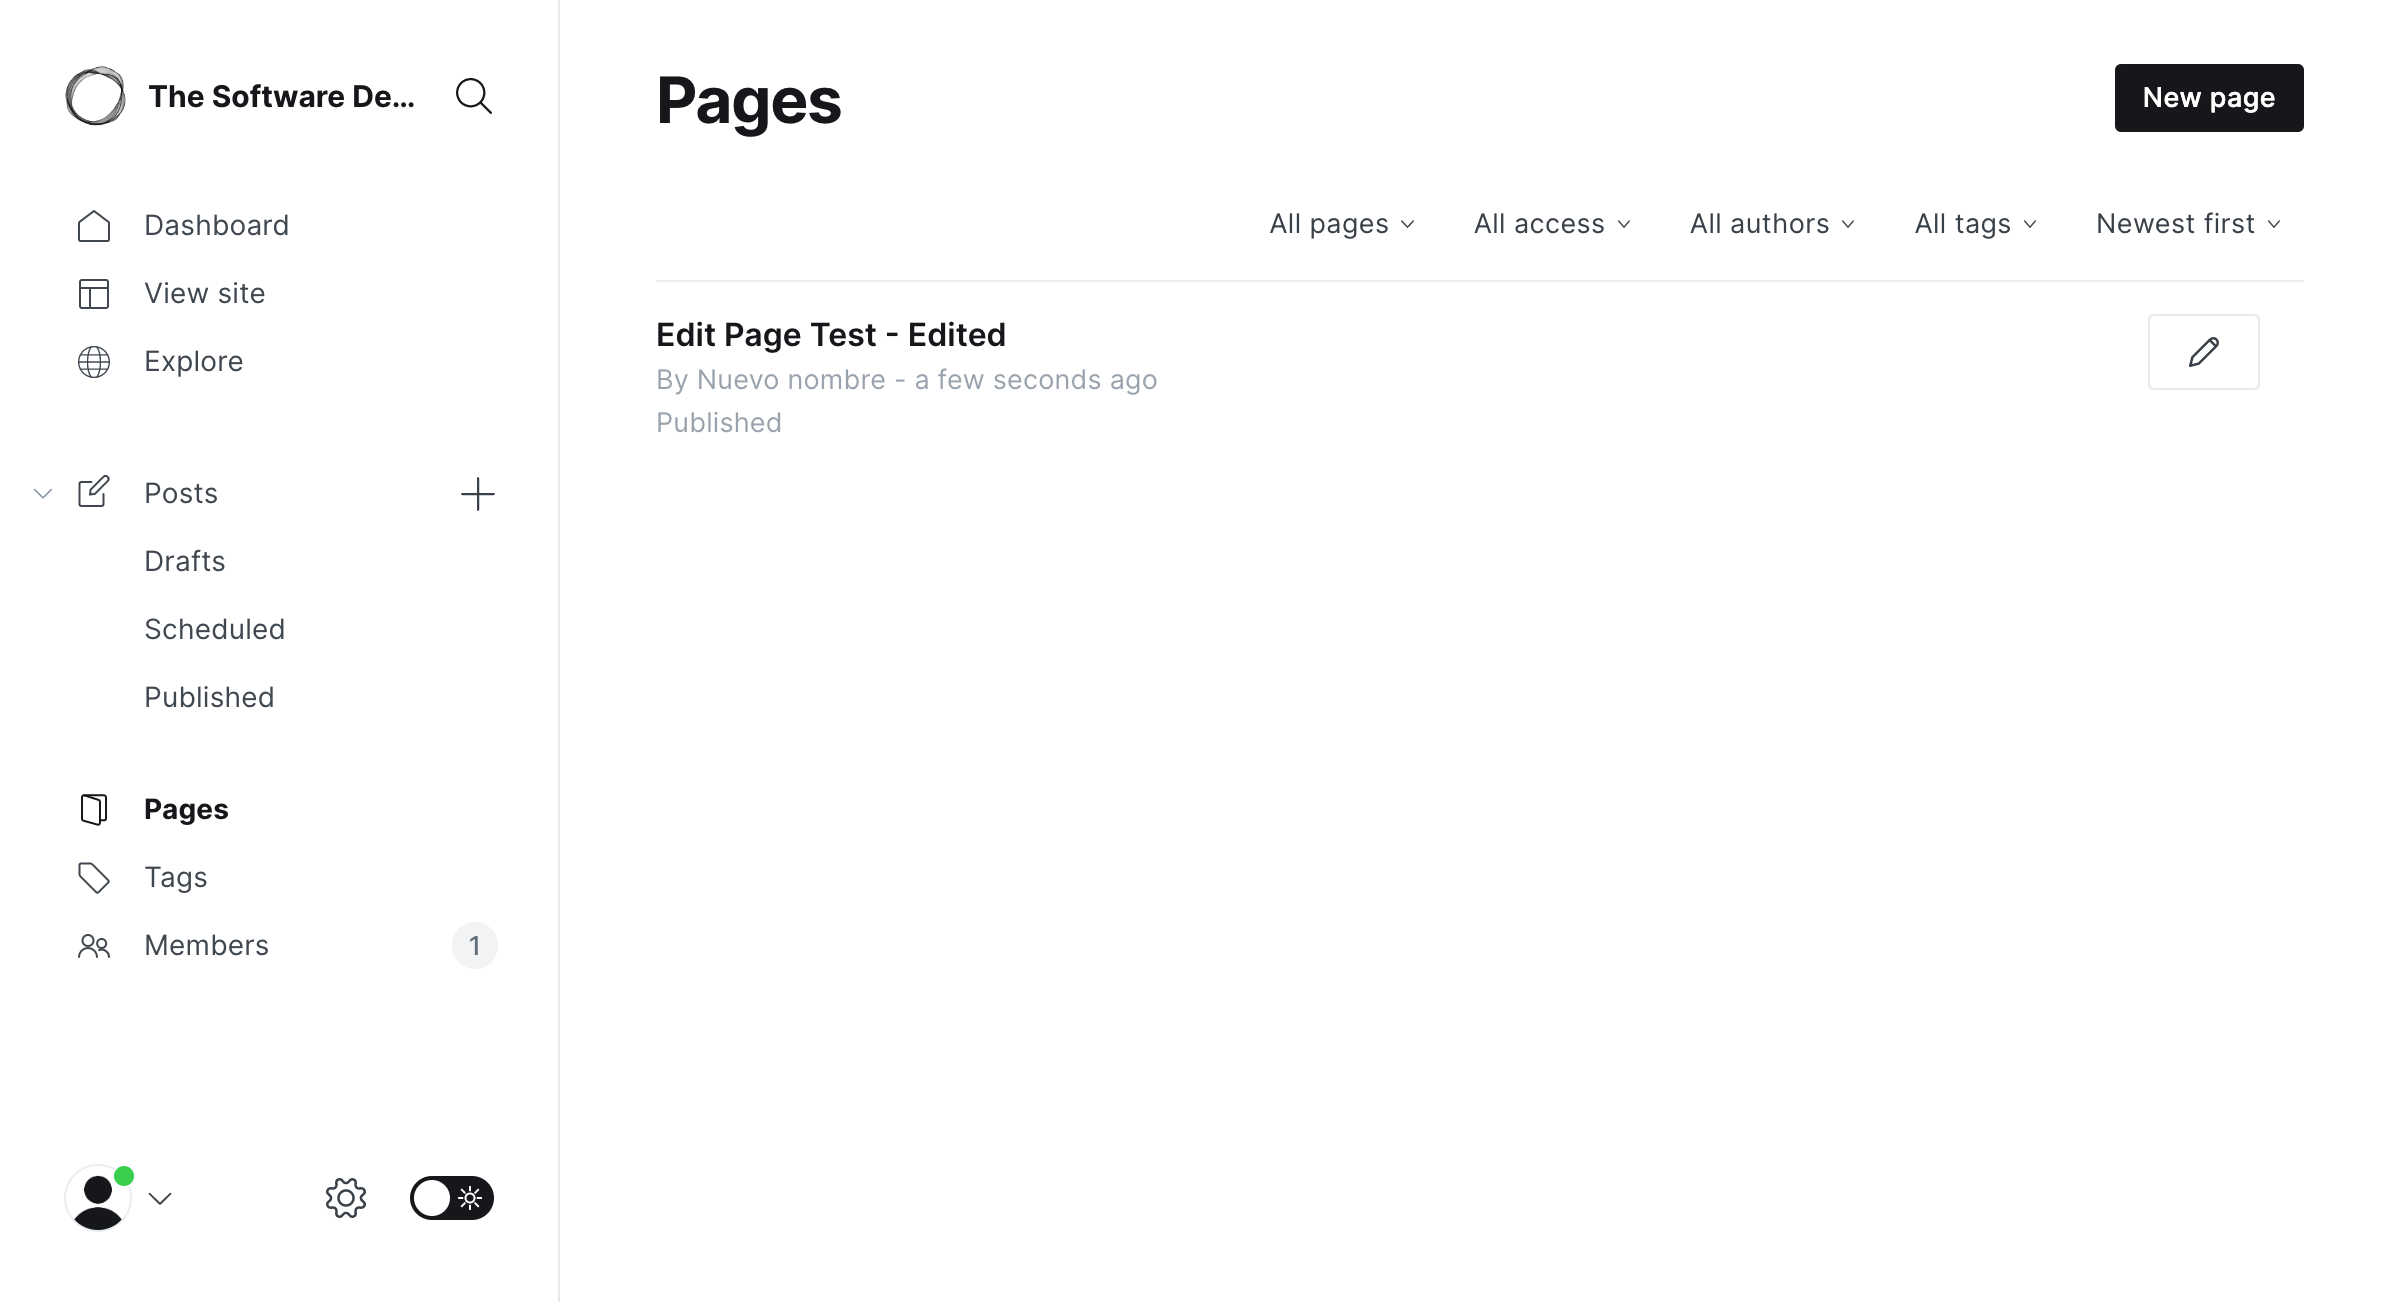 The Software De...
Dashboard
View site
Explore
Posts
Drafts
Scheduled
Published
Pages
Tags
Members
1
Pages
New page
All pages
All access
All authors
All tags
Newest first
Edit Page Test - Edited
By Nuevo nombre - a few seconds ago
Published